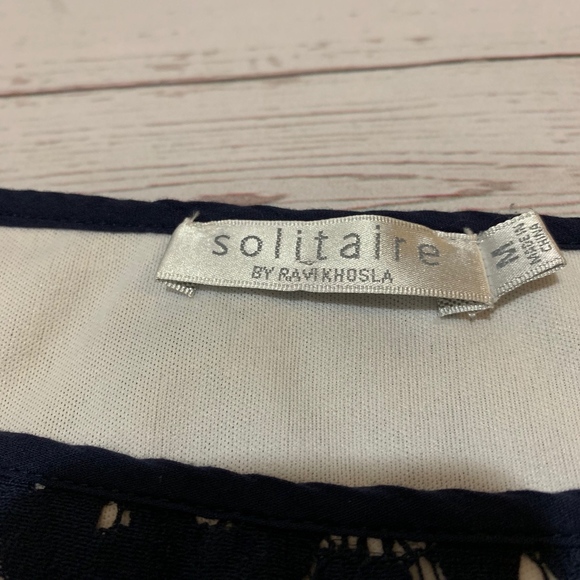 solitaire
BY RAVI KHOSLA
M
MADE IN
CHINA